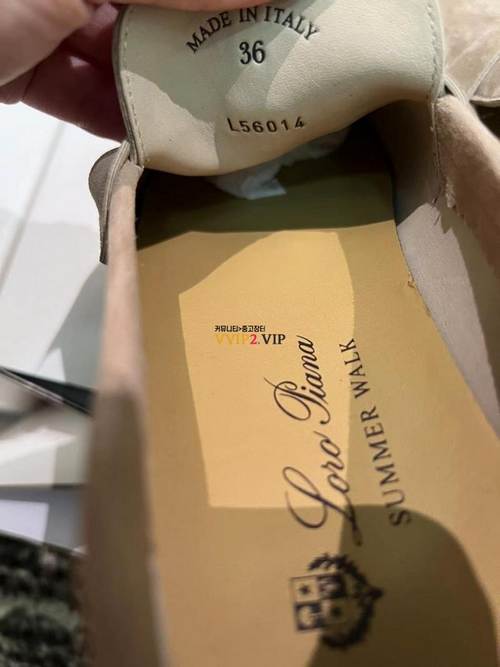 MADE IN ITALY
36
L56014
커뮤니티>중고장터
VVIP2.VIP
Loro Piana
SUMMER WALK